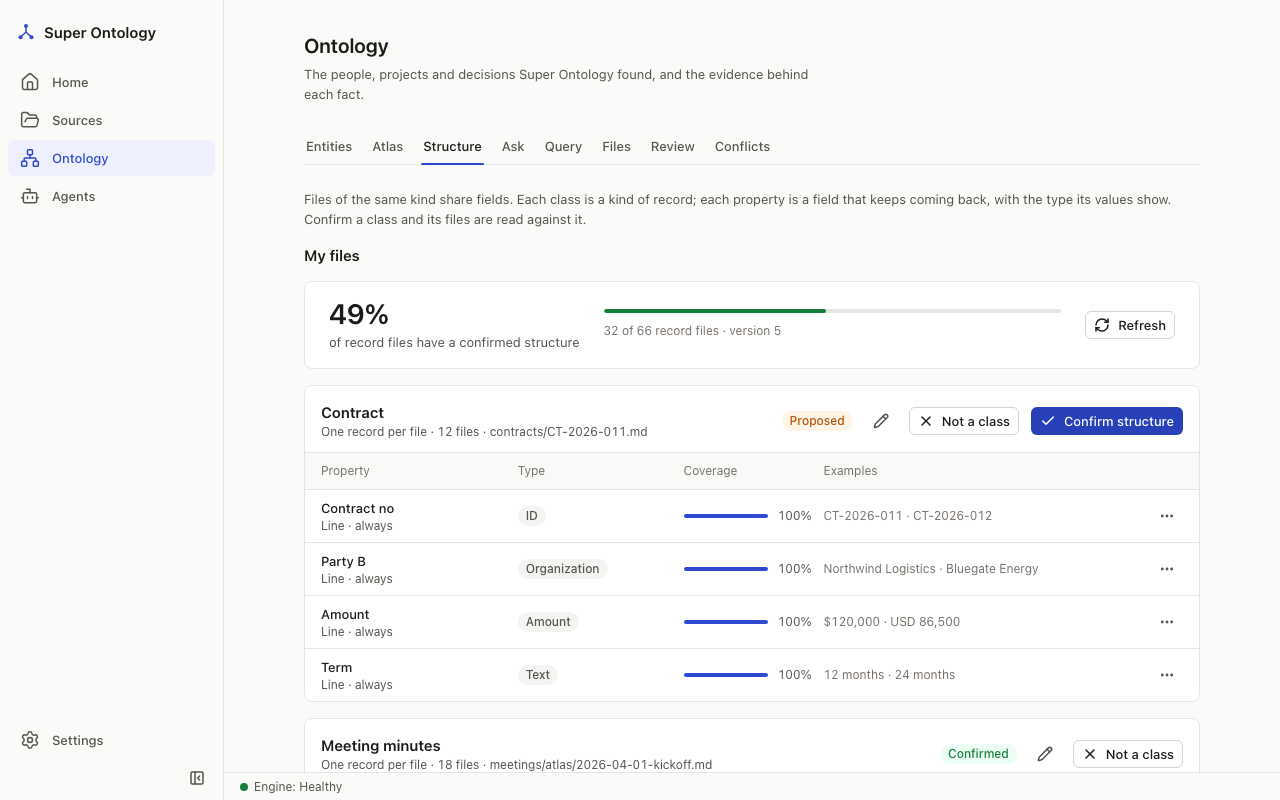 Super Ontology
Home
Sources
Ontology
Agents
Settings
Ontology
The people, projects and decisions Super Ontology found, and the evidence behind
each fact.
Entities Atlas Structure Ask Query Files Review Conflicts
Files of the same kind share fields. Each class is a kind of record; each property is a field that keeps coming back, with the type its values show.
Confirm a class and its files are read against it.
My files
49%
of record files have a confirmed structure
32 of 66 record files · version 5
Refresh
Contract
One record per file · 12 files · contracts/CT-2026-011.md
Proposed
Not a class
Confirm structure
Property Type Coverage Examples
Contract no
Line · always
ID 100% CT-2026-011 · CT-2026-012
Party B
Line · always
Organization 100% Northwind Logistics · Bluegate Energy
Amount
Line · always
Amount 100% $120,000 · USD 86,500
Term
Line · always
Text 100% 12 months · 24 months
Meeting minutes
One record per file · 18 files · meetings/atlas/2026-04-01-kickoff.md
Confirmed
Not a class
Engine: Healthy